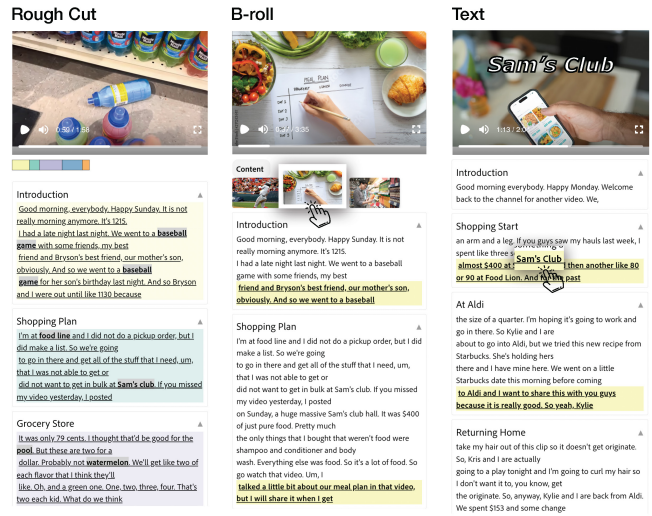 Rough Cut
0:50 / 1:58
Introduction
Good morning, everybody. Happy Sunday. It is not
really morning anymore. It's 1215.
I had a late night last night. We went to a baseball
game with some friends, my best
friend and Bryson's best friend, our mother's son,
obviously. And so we went to a baseball
game for her son's birthday last night. And so Bryson
and I were out until like 1130 because
Shopping Plan
I'm at food line and I did not do a pickup order, but I
did make a list. So we're going
to go in there and get all of the stuff that I need, um,
that I was not able to get or
did not want to get in bulk at Sam's club. If you missed
my video yesterday, I posted
Grocery Store
It was only 79 cents. I thought that'd be good for the
pool. But these are two for a
dollar. Probably not watermelon. We'll get like two of
each flavor that I think they'll
like. Oh, and a green one. One, two, three, four. That's
two each kid. What do we think
B-roll
MEAL PLAN
/ 3:35
Content
Introduction
Good morning, everybody. Happy Sunday. It is not
really morning anymore. It's 1215.
I had a late night last night. We went to a baseball
game with some friends, my best
friend and Bryson's best friend, our mother's son,
obviously. And so we went to a baseball
Shopping Plan
I'm at food line and I did not do a pickup order, but I did
make a list. So we're going
to go in there and get all of the stuff that I need, um,
that I was not able to get or
did not want to get in bulk at Sam's club. If you missed
my video yesterday, I posted
on Sunday, a huge massive Sam's club hall. It was $400
of just pure food. Pretty much
the only things that I bought that weren't food were
shampoo and conditioner and body
wash. Everything else was food. So it's a lot of food. So
go watch that video. Um, I
talked a little bit about our meal plan in that video,
but I will share it when I get
Text
Sam's Club
1:13 / 2:0
Introduction
Good morning everybody. Happy Monday. Welcome
back to the channel for another video. We,
Shopping Start
an arm and a leg. If you guys saw my hauls last week, I
spent like three
Sam's Club
almost $400 at then another like 80
or 90 at Food Lion. And for the past
At Aldi
the size of a quarter. I'm hoping it's going to work and
go in there. So Kylie and I are
about to go into Aldi, but we tried this new recipe from
Starbucks. She's holding hers
there and I have mine here. We went on a little
Starbucks date this morning before coming
to Aldi and I want to share this with you guys
because it is really good. So yeah, Kylie
Returning Home
take my hair out of this clip so it doesn't get originate.
So, Kris and I are actually
going to a play tonight and I'm going to curl my hair so
I don't want it to, you know, get
the originate. So, anyway, Kylie and I are back from Aldi.
We spent $153 and some change